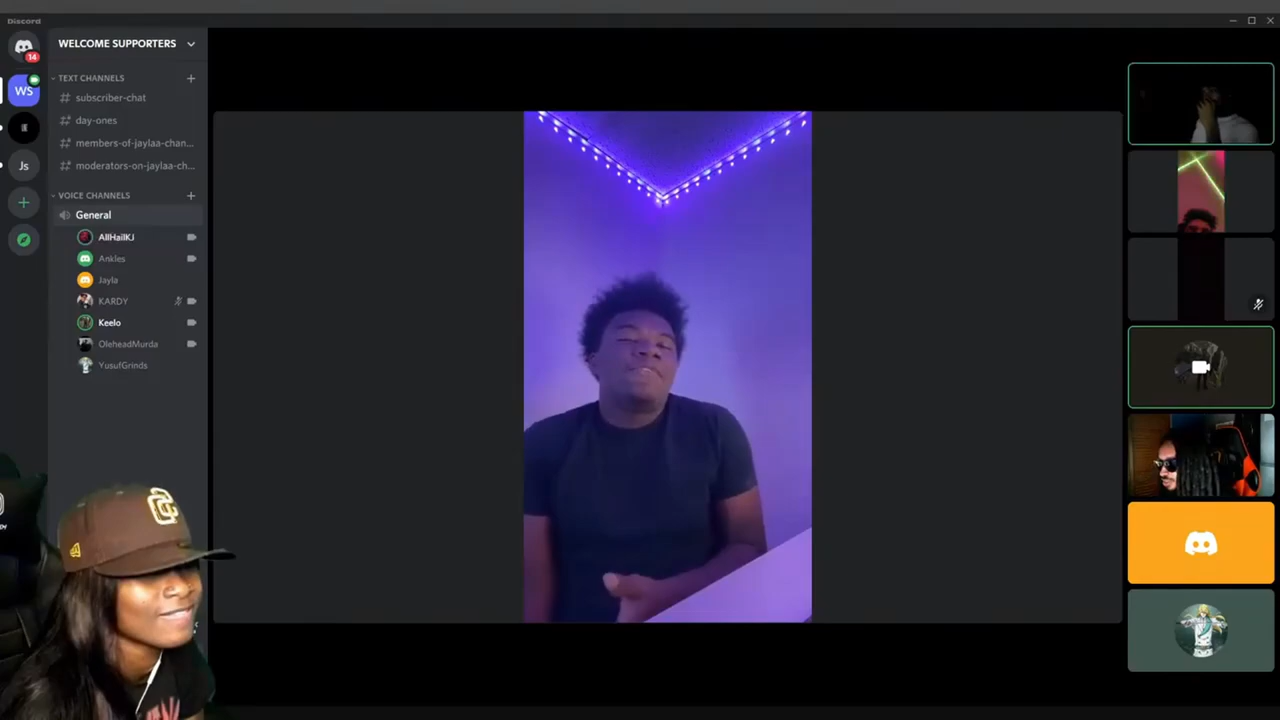 Discord
14
WELCOME SUPPORTERS
TEXT CHANNELS
WS
# subscriber-chat
# day-ones
# members-of-jaylaa-chan...
Js
# moderators-on-jaylaa-ch...
VOICE CHANNELS
General
AllHailKJ
Ankles
Jayla
KARDY
Keelo
OleheadMurda
YusufGrinds